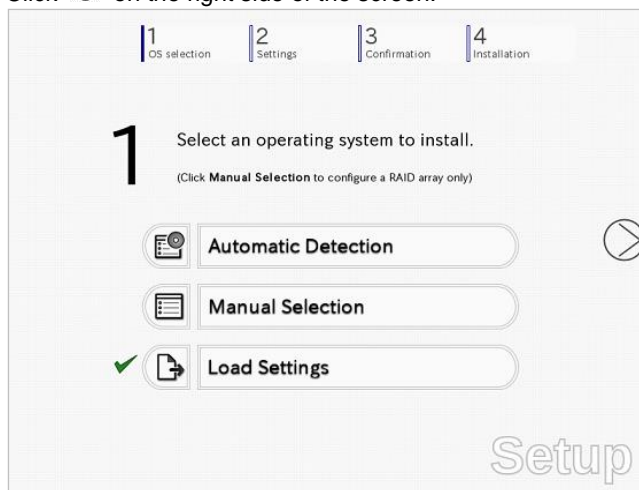 on the right side of the screen.
1 2 3 4
OS selection Settings Confirmation Installation
1 Select an operating system to install.
(Click Manual Selection to configure a RAID array only)
Automatic Detection
Manual Selection
Load Settings
Setup